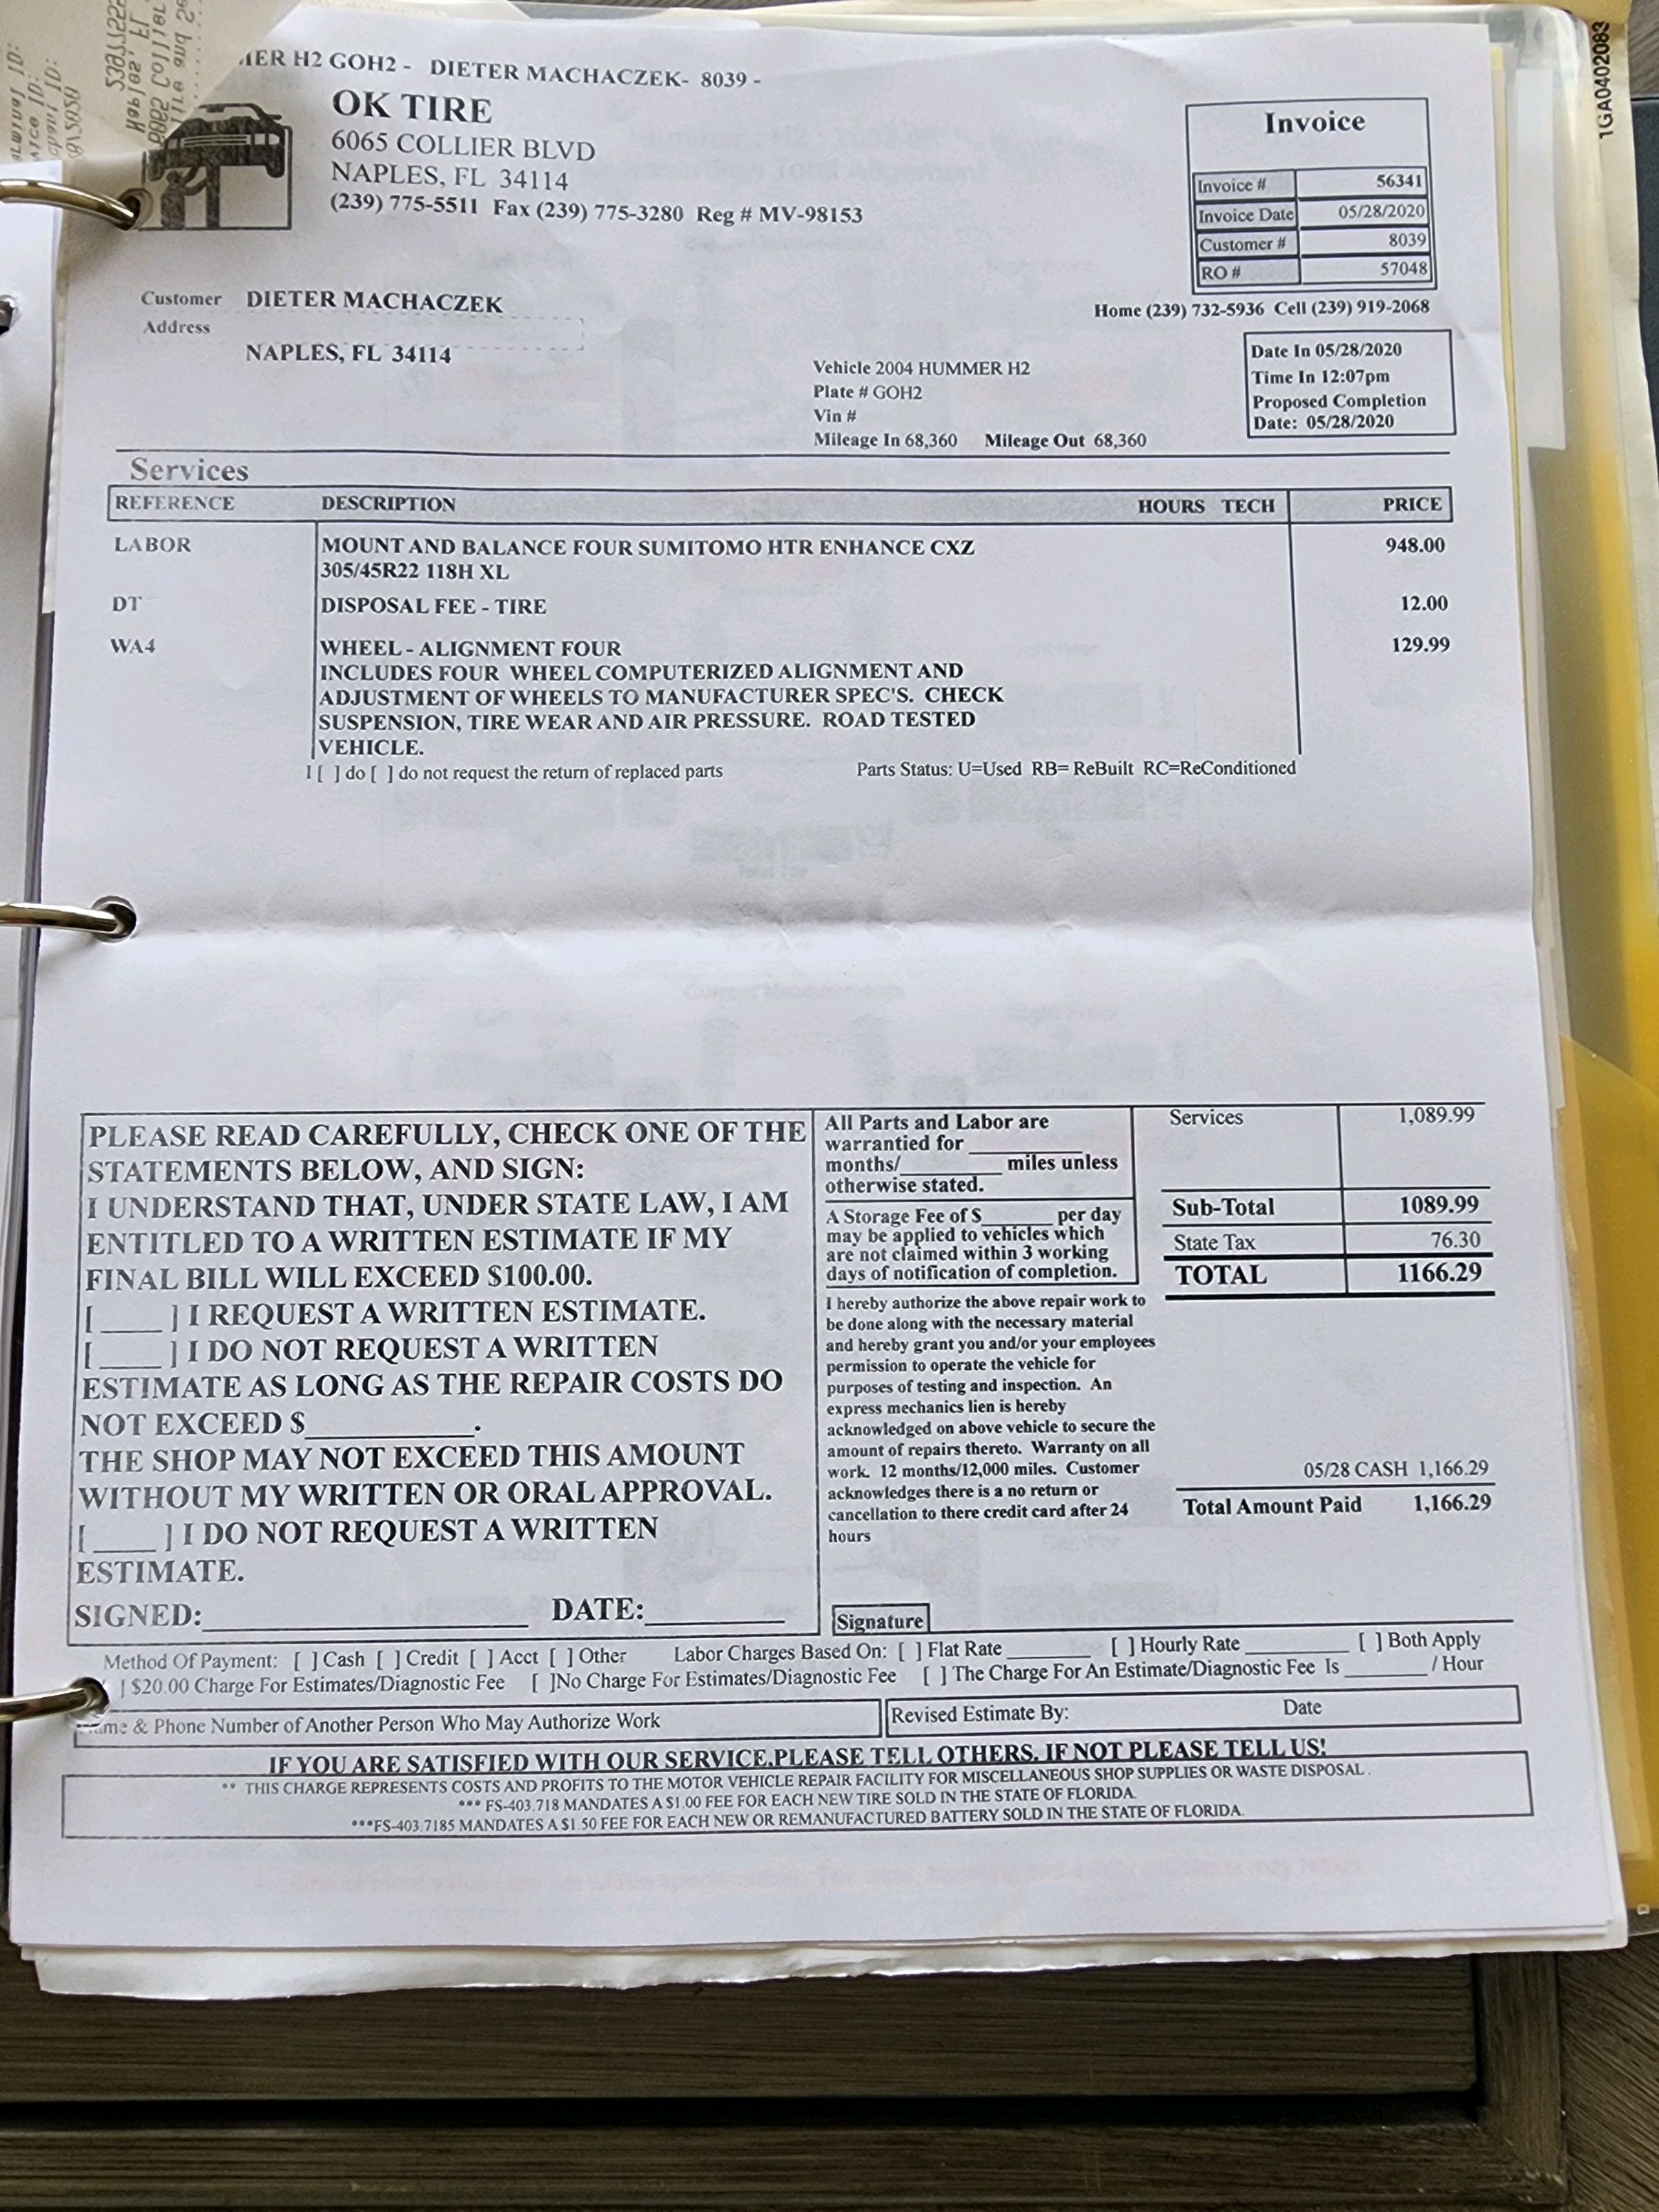 MER H2 GOH2 - DIETER MACHACZEK- 8039 -
OK TIRE
6065 COLLIER BLVD
NAPLES, FL 34114
(239) 775-5511 Fax (239) 775-3280 Reg # MV-98153
Invoice
Invoice # 56341
Invoice Date 05/28/2020
Customer # 8039
RO # 57048
Customer DIETER MACHACZEK
Home (239) 732-5936 Cell (239) 919-2068
Address
NAPLES, FL 34114
Vehicle 2004 HUMMER H2
Plate # GOH2
Vin #
Mileage In 68,360 Mileage Out 68,360
Date In 05/28/2020
Time In 12:07pm
Proposed Completion
Date: 05/28/2020
Services
REFERENCE DESCRIPTION HOURS TECH PRICE
LABOR MOUNT AND BALANCE FOUR SUMITOMO HTR ENHANCE CXZ 948.00
305/45R22 118H XL
DT DISPOSAL FEE - TIRE 12.00
WA4 WHEEL - ALIGNMENT FOUR 129.99
INCLUDES FOUR WHEEL COMPUTERIZED ALIGNMENT AND
ADJUSTMENT OF WHEELS TO MANUFACTURER SPEC'S. CHECK
SUSPENSION, TIRE WEAR AND AIR PRESSURE. ROAD TESTED
VEHICLE.
I [ ] do [ ] do not request the return of replaced parts Parts Status: U=Used RB= ReBuilt RC=ReConditioned
PLEASE READ CAREFULLY, CHECK ONE OF THE
STATEMENTS BELOW, AND SIGN:
I UNDERSTAND THAT, UNDER STATE LAW, I AM
ENTITLED TO A WRITTEN ESTIMATE IF MY
FINAL BILL WILL EXCEED $100.00.
[ ____ ] I REQUEST A WRITTEN ESTIMATE.
[ ____ ] I DO NOT REQUEST A WRITTEN
ESTIMATE AS LONG AS THE REPAIR COSTS DO
NOT EXCEED $__________.
THE SHOP MAY NOT EXCEED THIS AMOUNT
WITHOUT MY WRITTEN OR ORAL APPROVAL.
[ ____ ] I DO NOT REQUEST A WRITTEN
ESTIMATE.
SIGNED:____________________ DATE:________
All Parts and Labor are
warrantied for __________
months/_________ miles unless
otherwise stated.
A Storage Fee of $______ per day
may be applied to vehicles which
are not claimed within 3 working
days of notification of completion.
I hereby authorize the above repair work to
be done along with the necessary material
and hereby grant you and/or your employees
permission to operate the vehicle for
purposes of testing and inspection. An
express mechanics lien is hereby
acknowledged on above vehicle to secure the
amount of repairs thereto. Warranty on all
work. 12 months/12,000 miles. Customer
acknowledges there is a no return or
cancellation to there credit card after 24
hours
Signature
Services 1,089.99
Sub-Total 1089.99
State Tax 76.30
TOTAL 1166.29
05/28 CASH 1,166.29
Total Amount Paid 1,166.29
Method Of Payment: [ ] Cash [ ] Credit [ ] Acct [ ] Other Labor Charges Based On: [ ] Flat Rate ________ [ ] Hourly Rate__________ [ ] Both Apply
] $20.00 Charge For Estimates/Diagnostic Fee [ ]No Charge For Estimates/Diagnostic Fee [ ] The Charge For An Estimate/Diagnostic Fee Is ________ / Hour
me & Phone Number of Another Person Who May Authorize Work
Revised Estimate By: Date
IF YOU ARE SATISFIED WITH OUR SERVICE,PLEASE TELL OTHERS. IF NOT PLEASE TELL US!
** THIS CHARGE REPRESENTS COSTS AND PROFITS TO THE MOTOR VEHICLE REPAIR FACILITY FOR MISCELLANEOUS SHOP SUPPLIES OR WASTE DISPOSAL.
*** FS-403.718 MANDATES A $1.00 FEE FOR EACH NEW TIRE SOLD IN THE STATE OF FLORIDA.
***FS-403.7185 MANDATES A $1.50 FEE FOR EACH NEW OR REMANUFACTURED BATTERY SOLD IN THE STATE OF FLORIDA.
1GA0402083